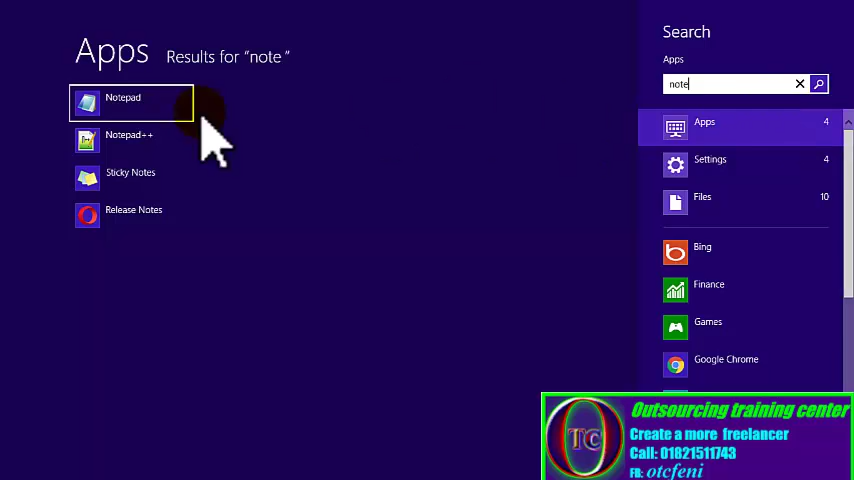 Apps Results for "note "
Notepad
Notepad++
Sticky Notes
Release Notes
Search
Apps
note
Apps 4
Settings 4
Files 10
Bing
Finance
Games
Google Chrome
OTC
Outsourcing training center
Create a more freelancer
Call: 01821511743
FB: otcfeni